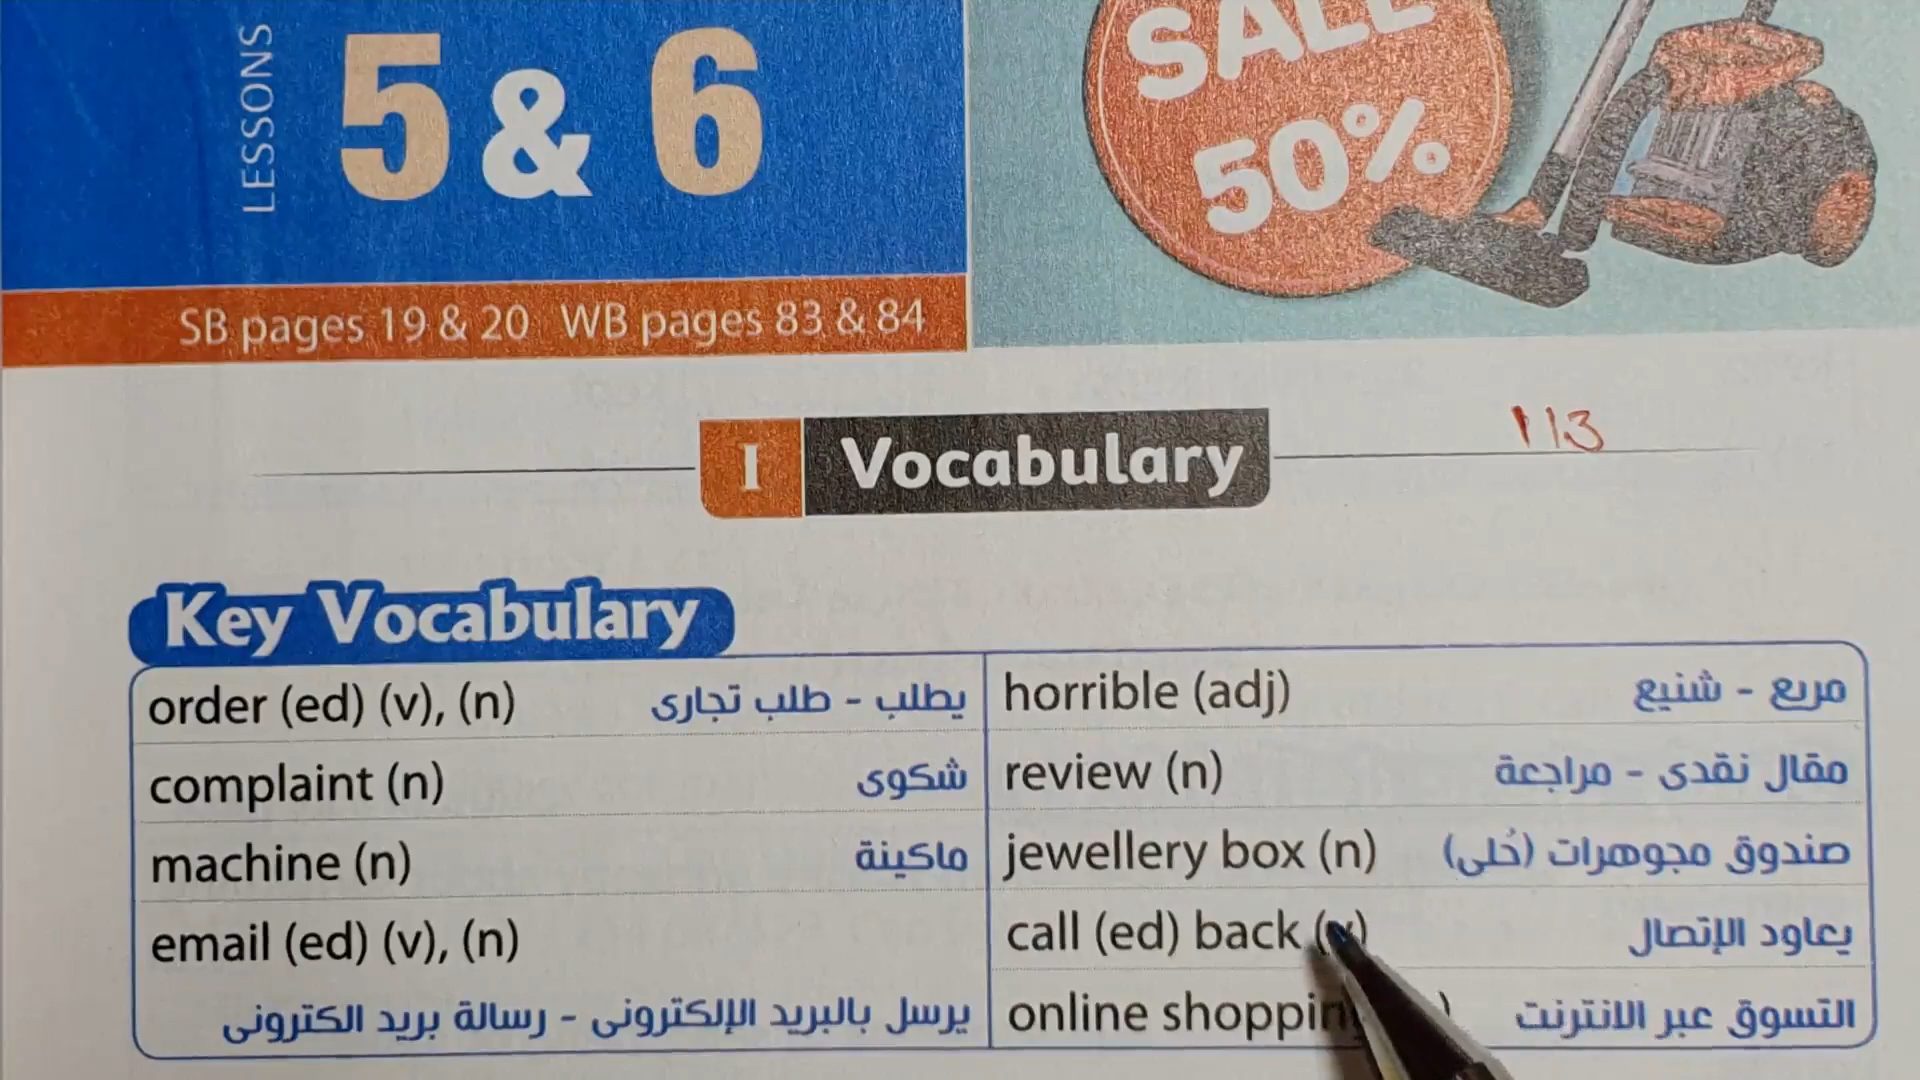 LESSONS
5 & 6
SALE
50%
SB pages 19 & 20 WB pages 83 & 84
113
I Vocabulary
Key Vocabulary
order (ed) (v), (n) يطلب - طلب تجارى
complaint (n) شكوى
machine (n) ماكينة
email (ed) (v), (n)
يرسل بالبريد الإلكترونى - رسالة بريد الكترونى
horrible (adj) مريع - شنيع
review (n) مقال نقدى - مراجعة
jewellery box (n) صندوق مجوهرات (حُلى)
call (ed) back (v) يعاود الإتصال
online shopping التسوق عبر الانترنت